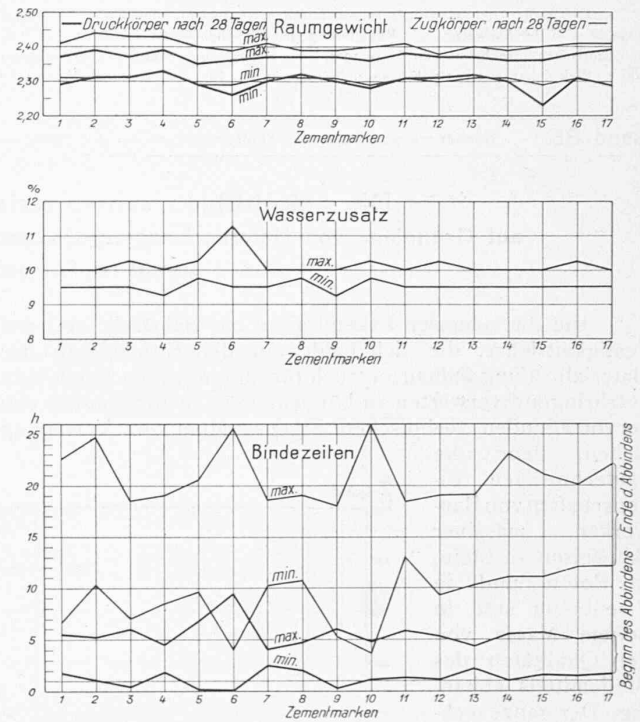 Druckkörper nach 28 Tagen Raumgewicht Zugkörper nach 28 Tagen
2,50
2,40
2,30
2,20
max.
max.
min.
min.
1 2 3 4 5 6 7 8 9 10 11 12 13 14 15 16 17
Zementmarken
%
12
Wasserzusatz
11
10
9
8
max.
min.
1 2 3 4 5 6 7 8 9 10 11 12 13 14 15 16 17
Zementmarken
h
25
20
15
10
5
0
Bindezeiten
max.
min.
max.
min.
1 2 3 4 5 6 7 8 9 10 11 12 13 14 15 16 17
Zementmarken
Ende d. Abbindens
Beginn des Abbindens